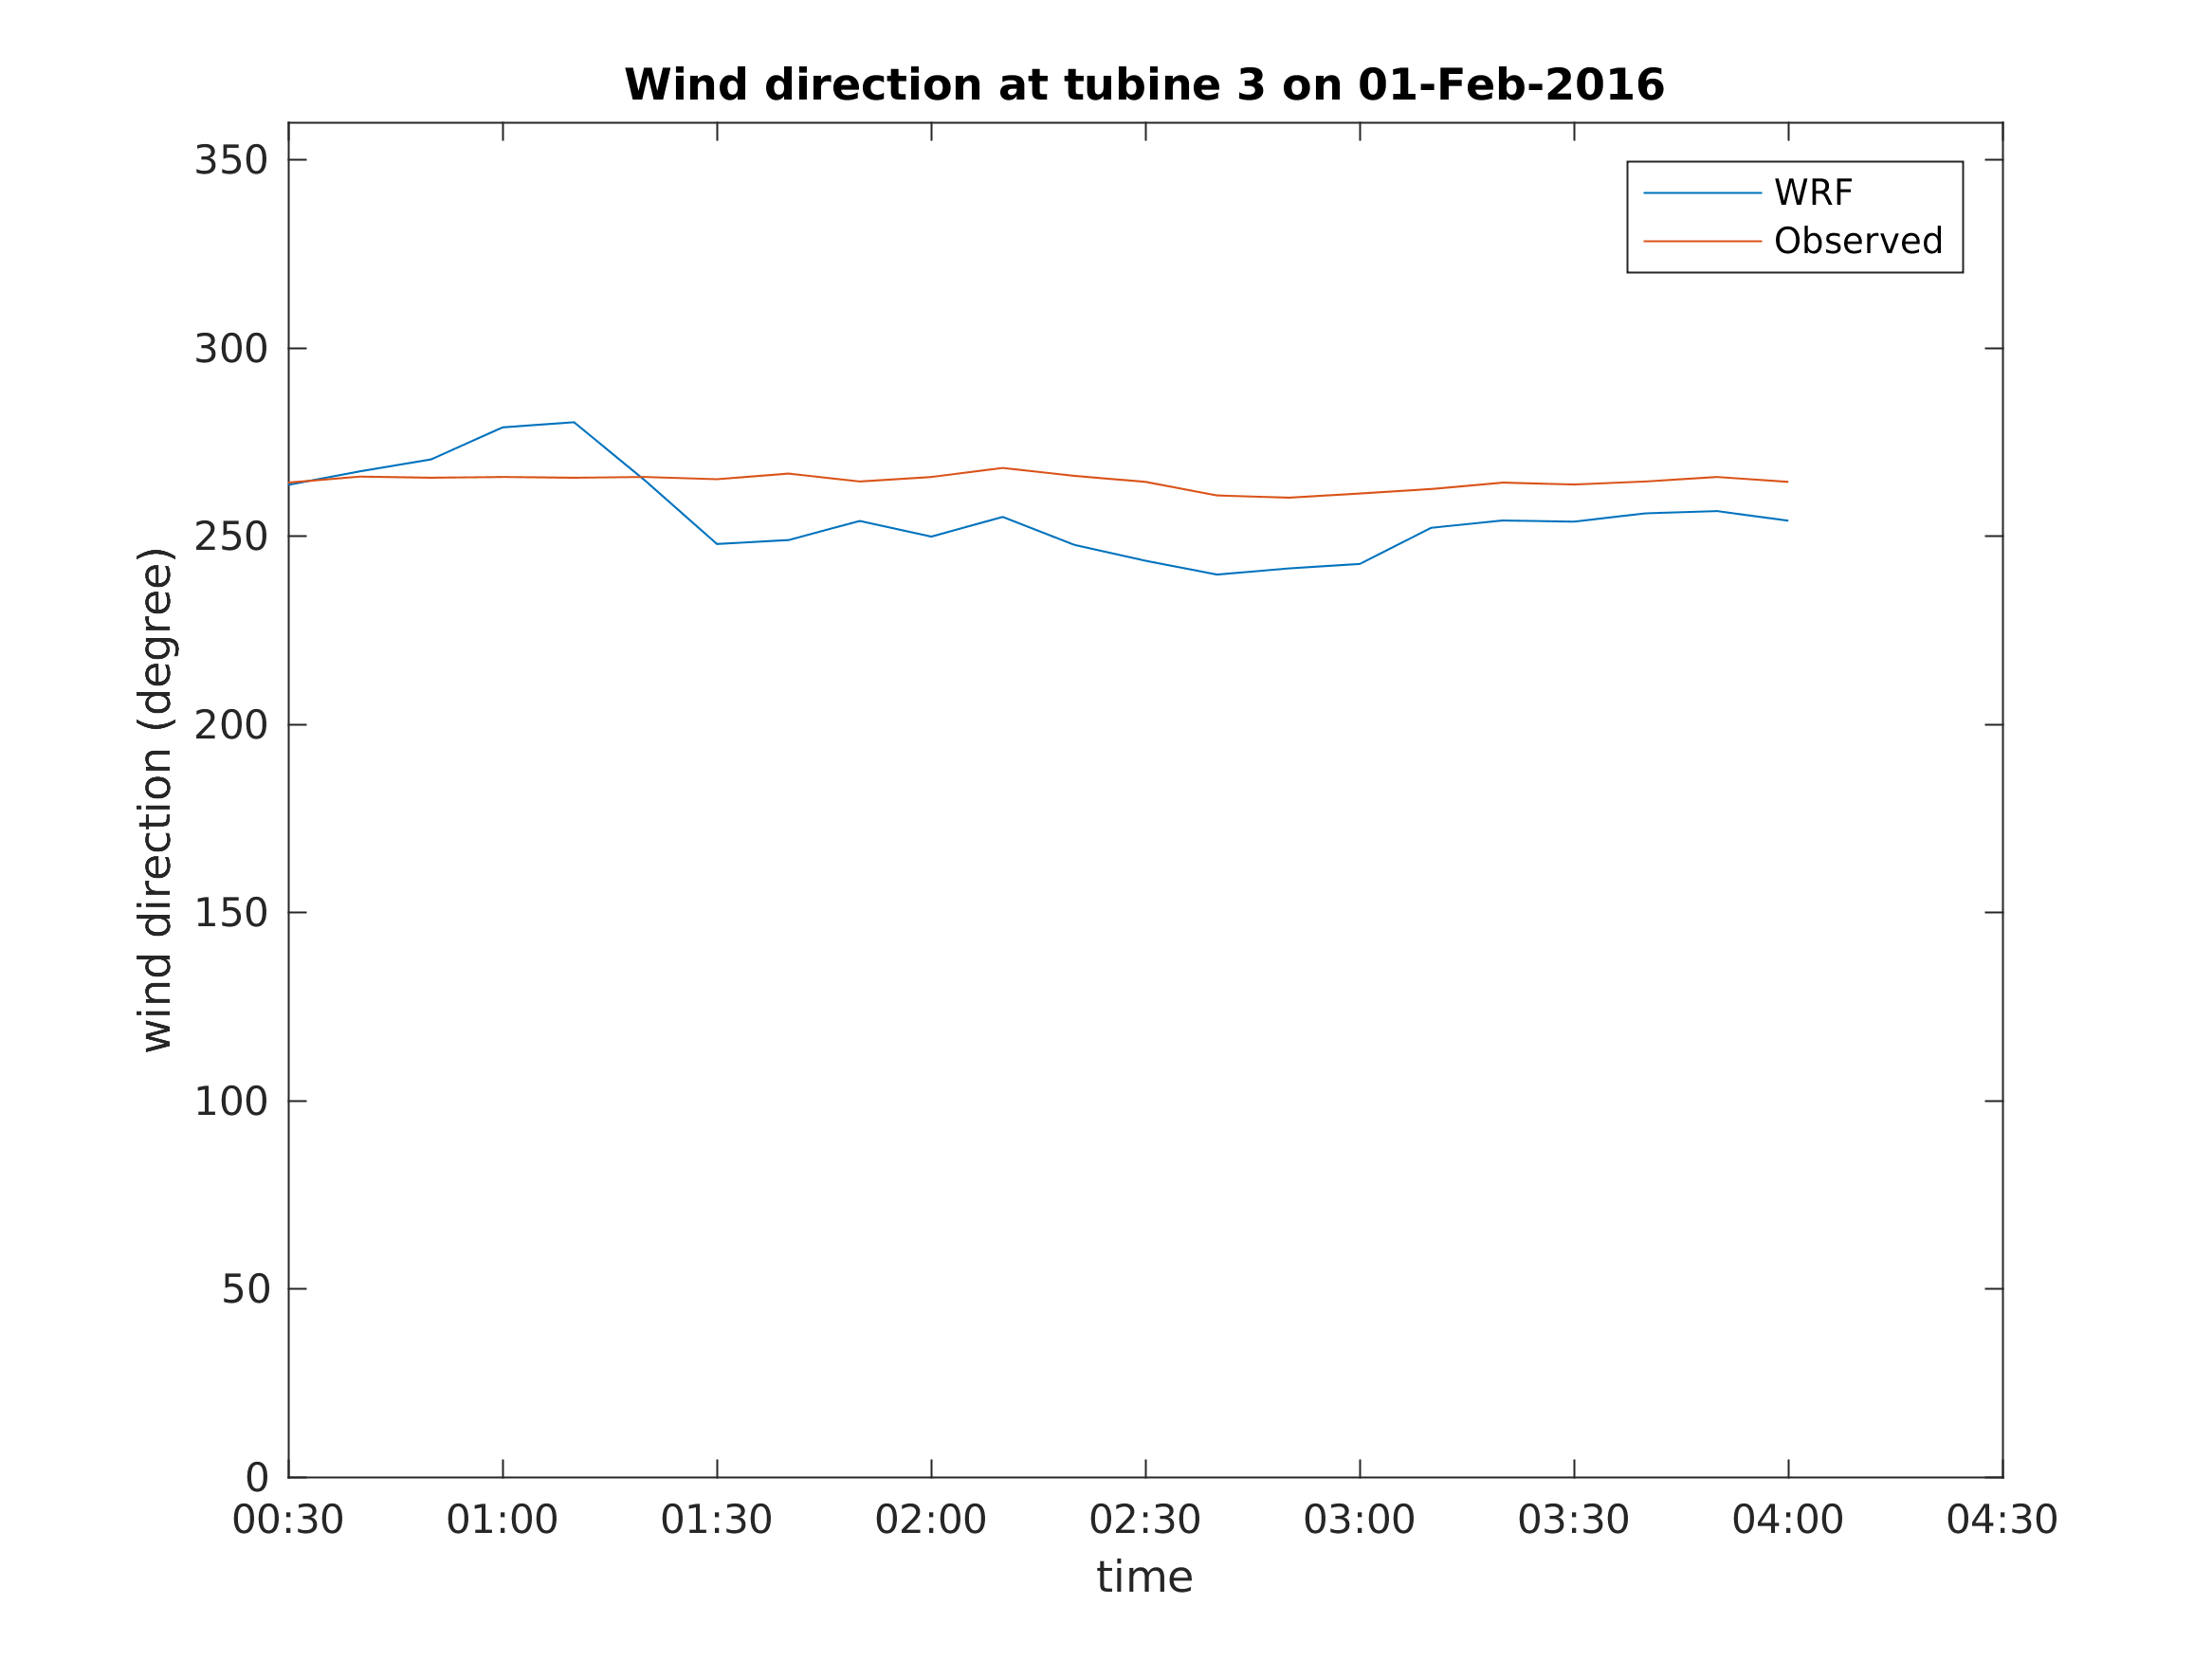 Wind direction at tubine 3 on 01-Feb-2016
350
300
250
200
150
100
50
0
wind direction (degree)
WRF
Observed
00:30 01:00 01:30 02:00 02:30 03:00 03:30 04:00 04:30
time